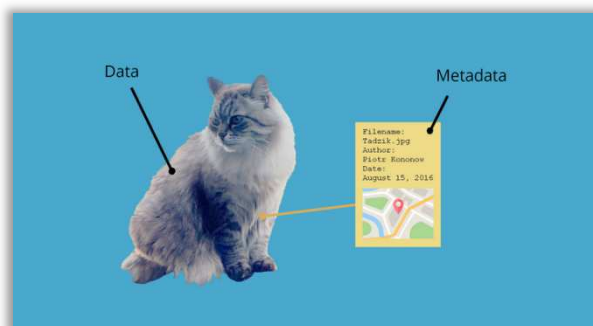 Data
Metadata
Filename:
Tadzik.jpg
Author:
Piotr Kononow
Date:
August 15, 2016